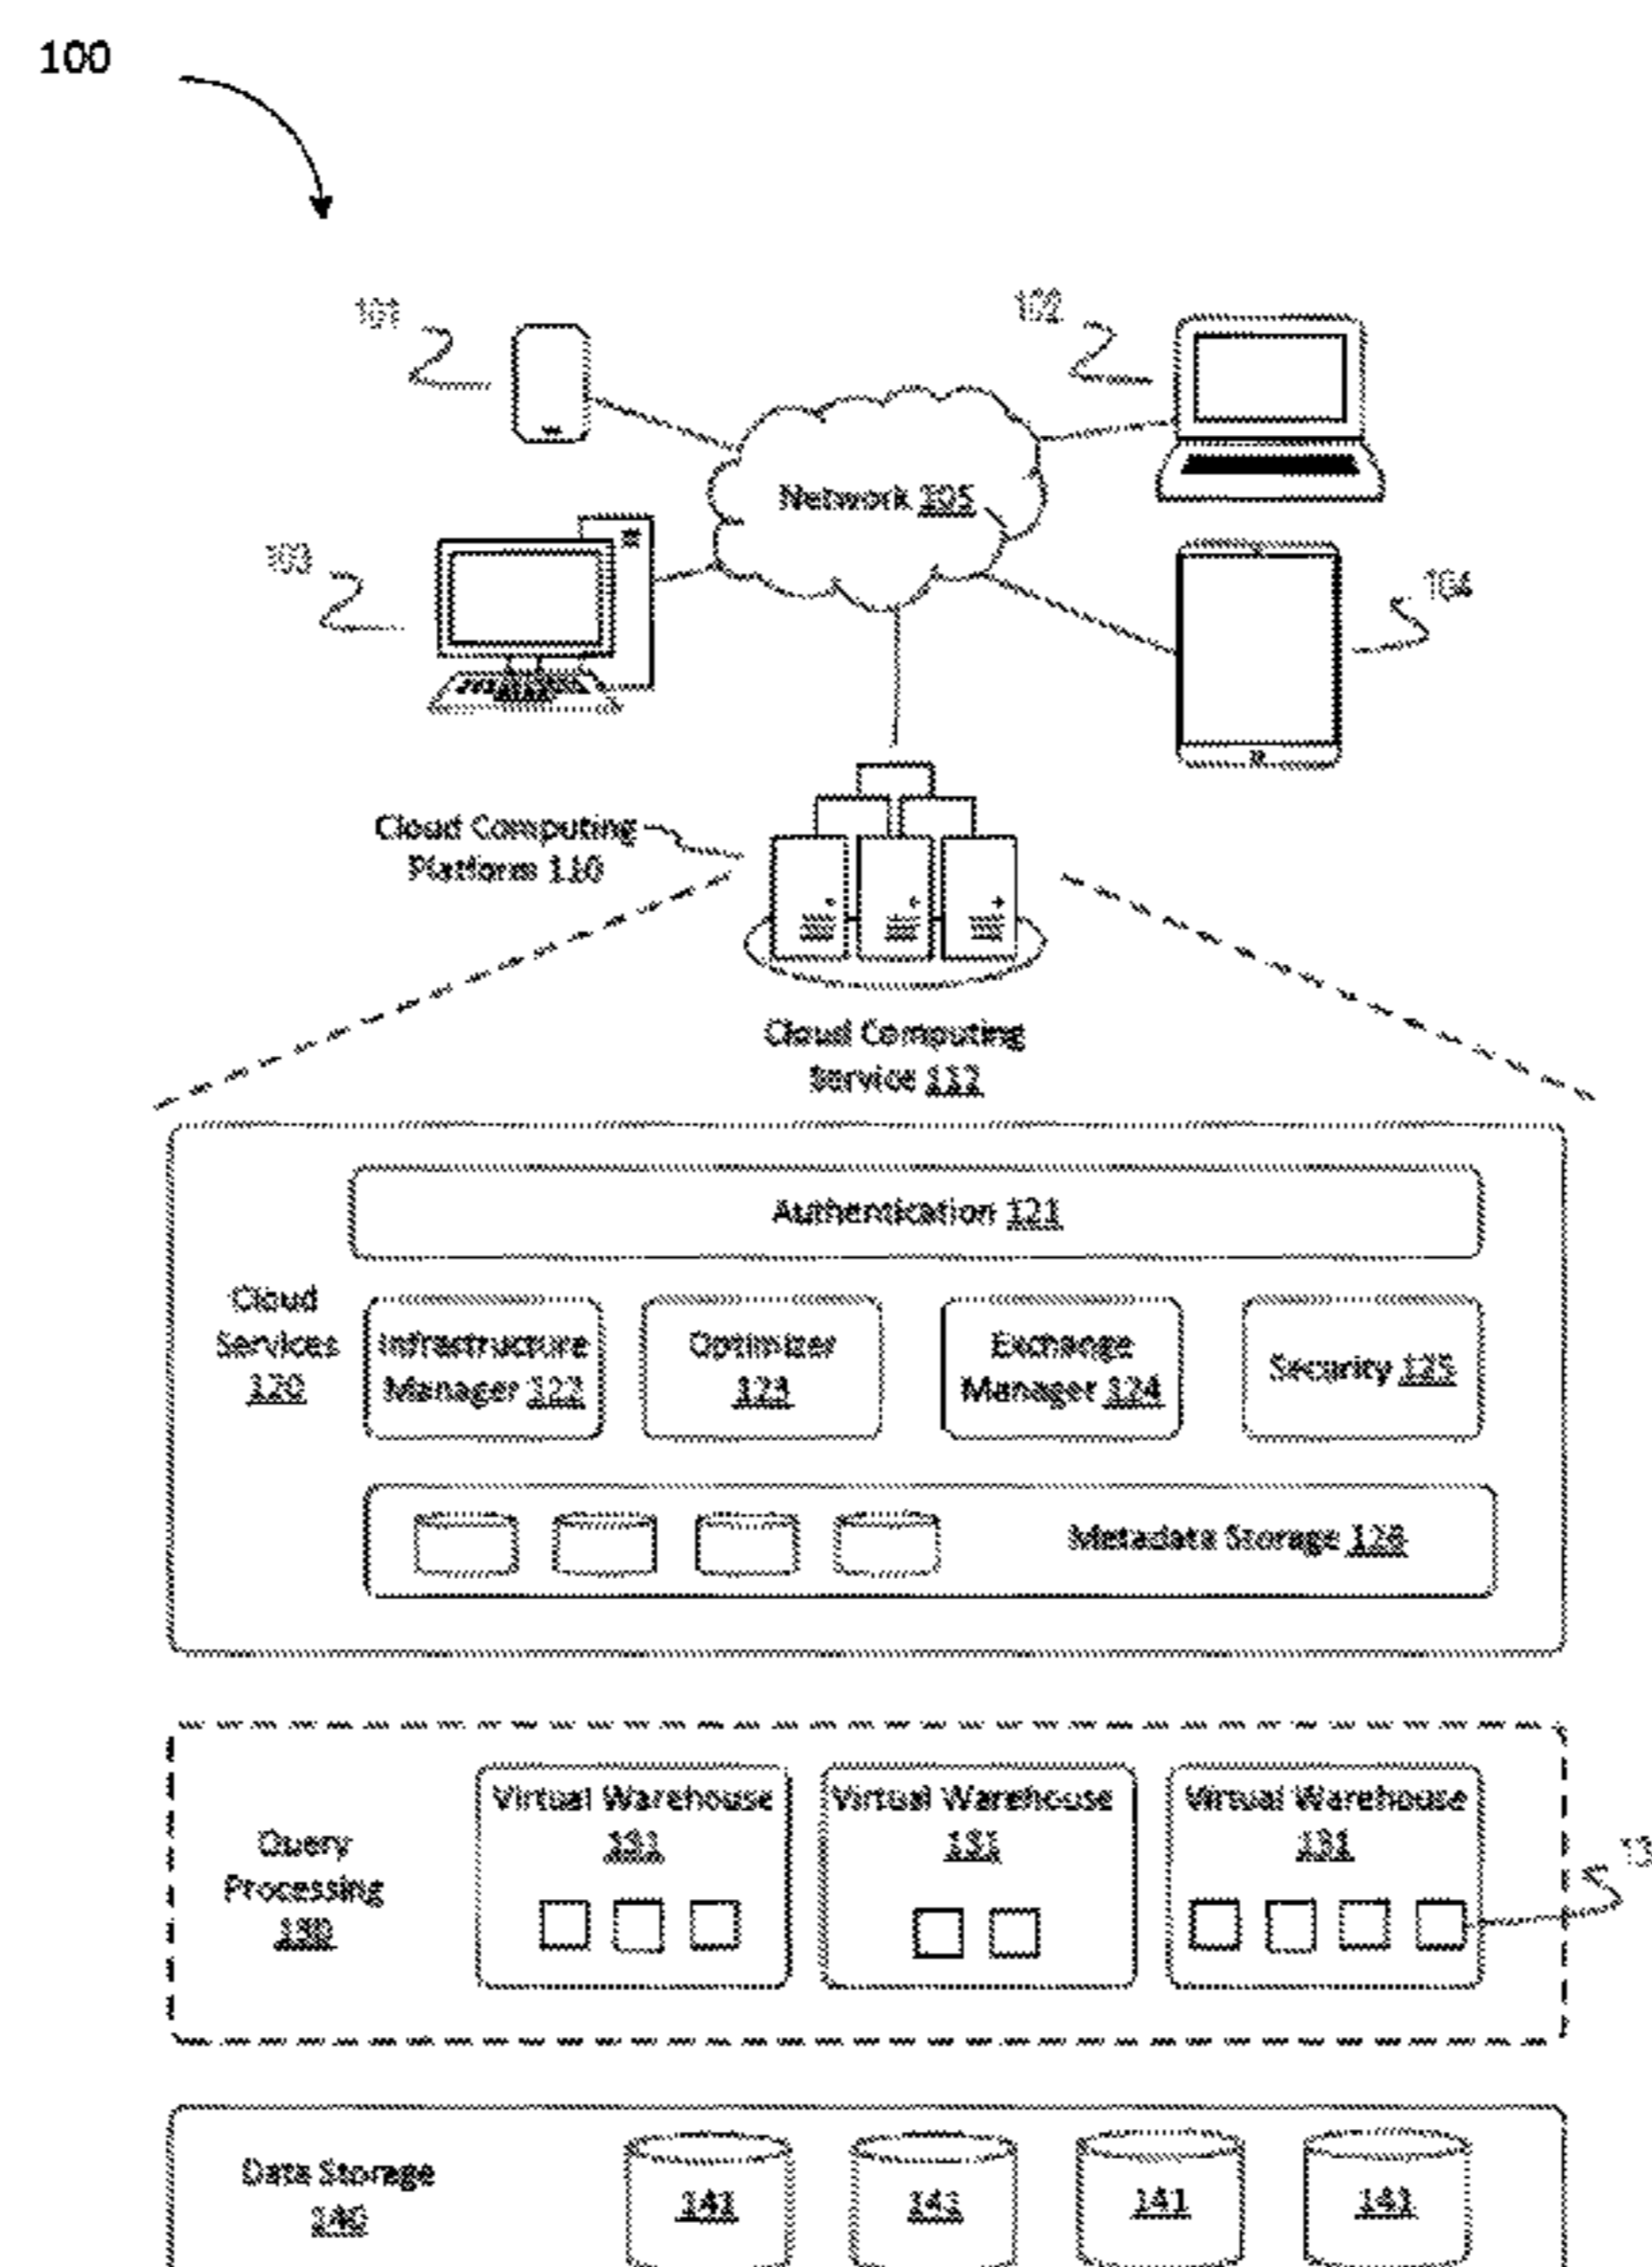 100
101
102
Network 105
103
104
Cloud Computing
Platform 110
Cloud Computing
Service 112
Authentication 121
Cloud
Services
120
Infrastructure
Manager 122
Optimizer
123
Exchange
Manager 124
Security 125
Metadata Storage 126
Virtual Warehouse
131
Virtual Warehouse
131
Virtual Warehouse
131
Query
Processing
130
13
Data Storage
140
141
141
141
141